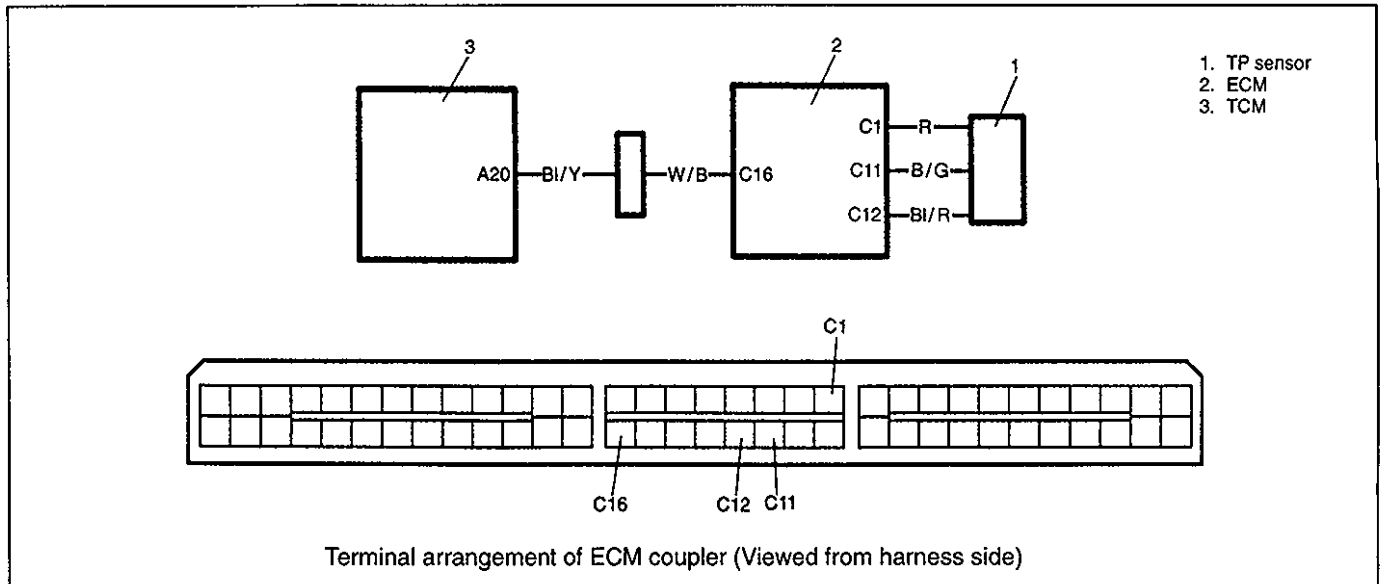 3
2
1
1. TP sensor
2. ECM
3. TCM
C1 R
A20 Bl/Y W/B C16 C11 B/G
C12 Bl/R
C1
C16 C12 C11
Terminal arrangement of ECM coupler (Viewed from harness side)